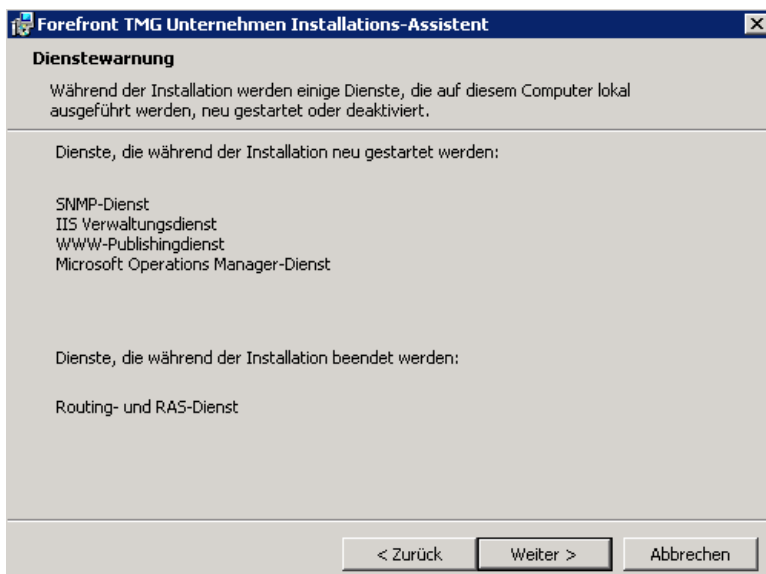 Forefront TMG Unternehmen Installations-Assistent
Dienstewarnung
Während der Installation werden einige Dienste, die auf diesem Computer lokal
ausgeführt werden, neu gestartet oder deaktiviert.
Dienste, die während der Installation neu gestartet werden:
SNMP-Dienst
IIS Verwaltungsdienst
WWW-Publishingdienst
Microsoft Operations Manager-Dienst
Dienste, die während der Installation beendet werden:
Routing- und RAS-Dienst
< Zurück
Weiter >
Abbrechen